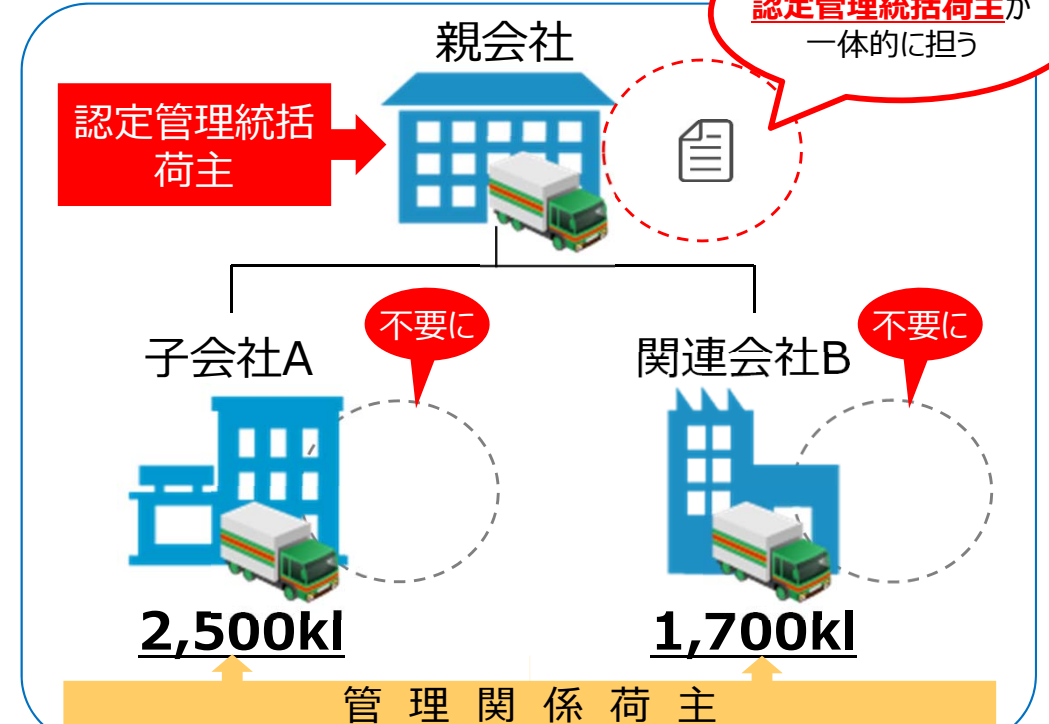 認定管理統括荷主が
一体的に担う
親会社
認定管理統括
荷主
不要に
不要に
子会社A
関連会社B
2,500kl
1,700kl
管理関係荷主